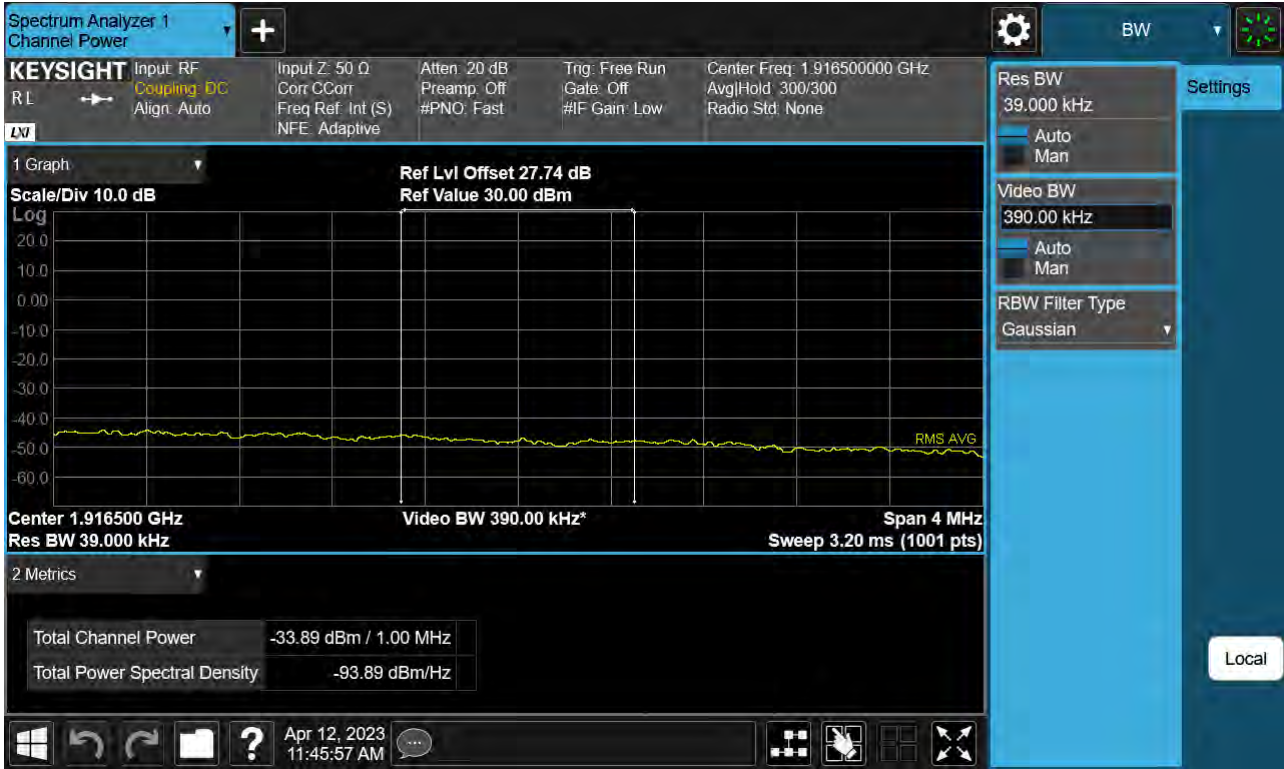 Spectrum Analyzer 1
Channel Power
BW
KEYSIGHT
R L
LXI
Input: RF
Coupling: DC
Align: Auto
Input Z: 50 Ω
Corr CCorr
Freq Ref: Int (S)
NFE: Adaptive
Atten: 20 dB
Preamp: Off
#PNO: Fast
Trig: Free Run
Gate: Off
#IF Gain: Low
Center Freq: 1.916500000 GHz
Avg|Hold: 300/300
Radio Std: None
1 Graph
Scale/Div 10.0 dB
Ref Lvl Offset 27.74 dB
Ref Value 30.00 dBm
Log
20.0
10.0
0.00
-10.0
-20.0
-30.0
-40.0
-50.0
-60.0
RMS AVG
Center 1.916500 GHz
Res BW 39.000 kHz
Video BW 390.00 kHz*
Span 4 MHz
Sweep 3.20 ms (1001 pts)
2 Metrics
Total Channel Power -33.89 dBm / 1.00 MHz
Total Power Spectral Density -93.89 dBm/Hz
Res BW
39.000 kHz
Auto
Man
Video BW
390.00 kHz
Auto
Man
RBW Filter Type
Gaussian
Settings
Local
?
Apr 12, 2023
11:45:57 AM